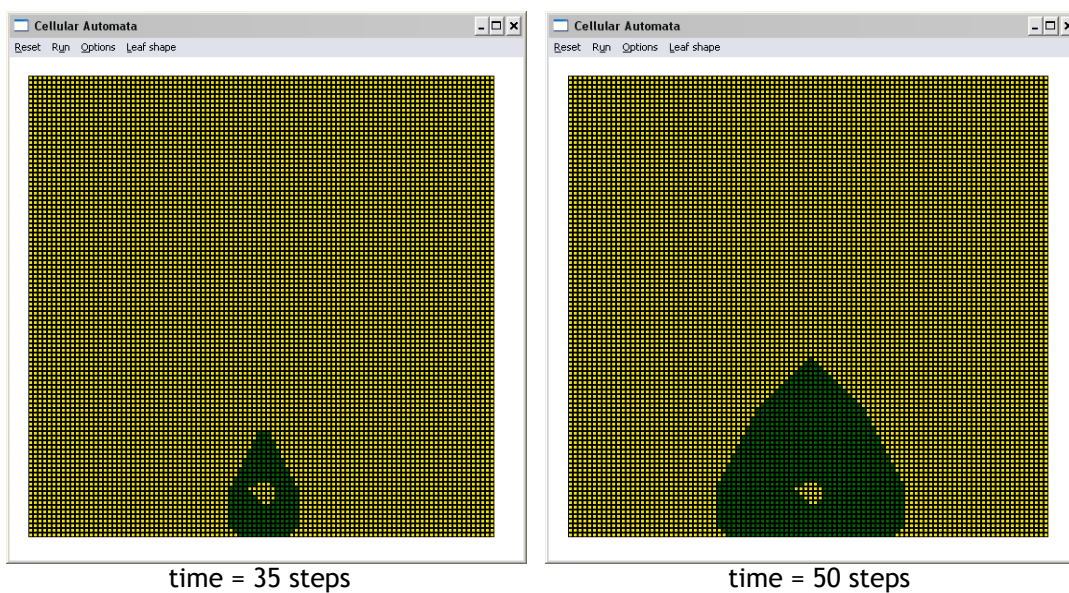 Cellular Automata
Reset Run Options Leaf shape
time = 35 steps
Cellular Automata
Reset Run Options Leaf shape
time = 50 steps